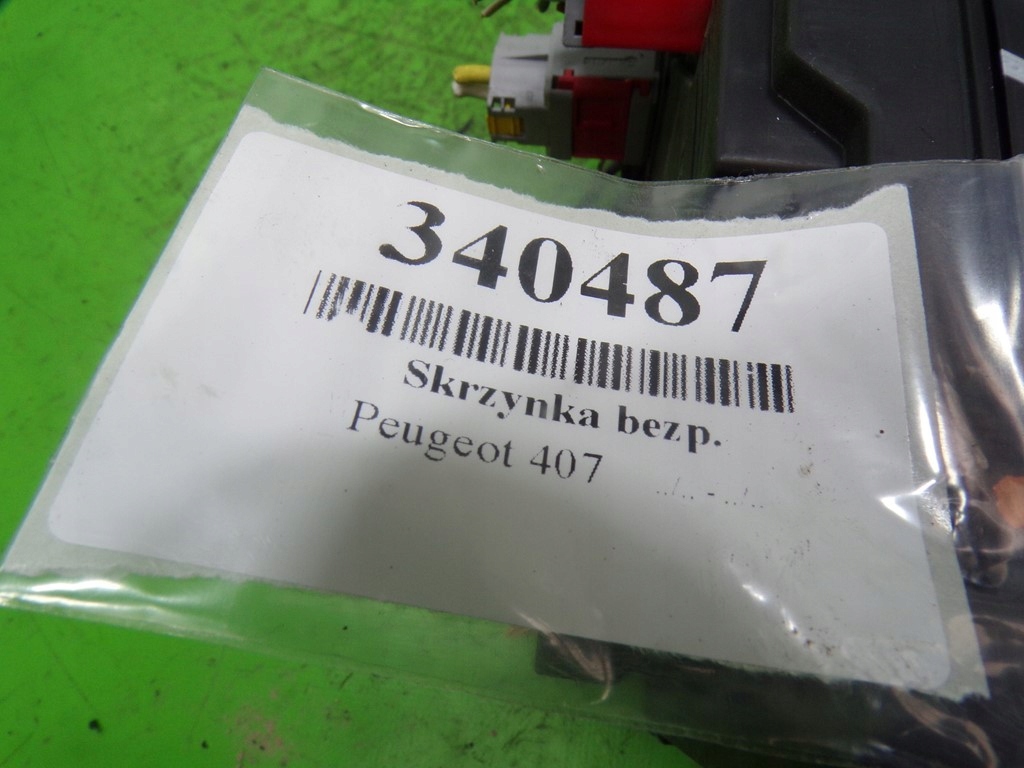 340487
Skrzynka bezp.
Peugeot 407 ../.. - ../..